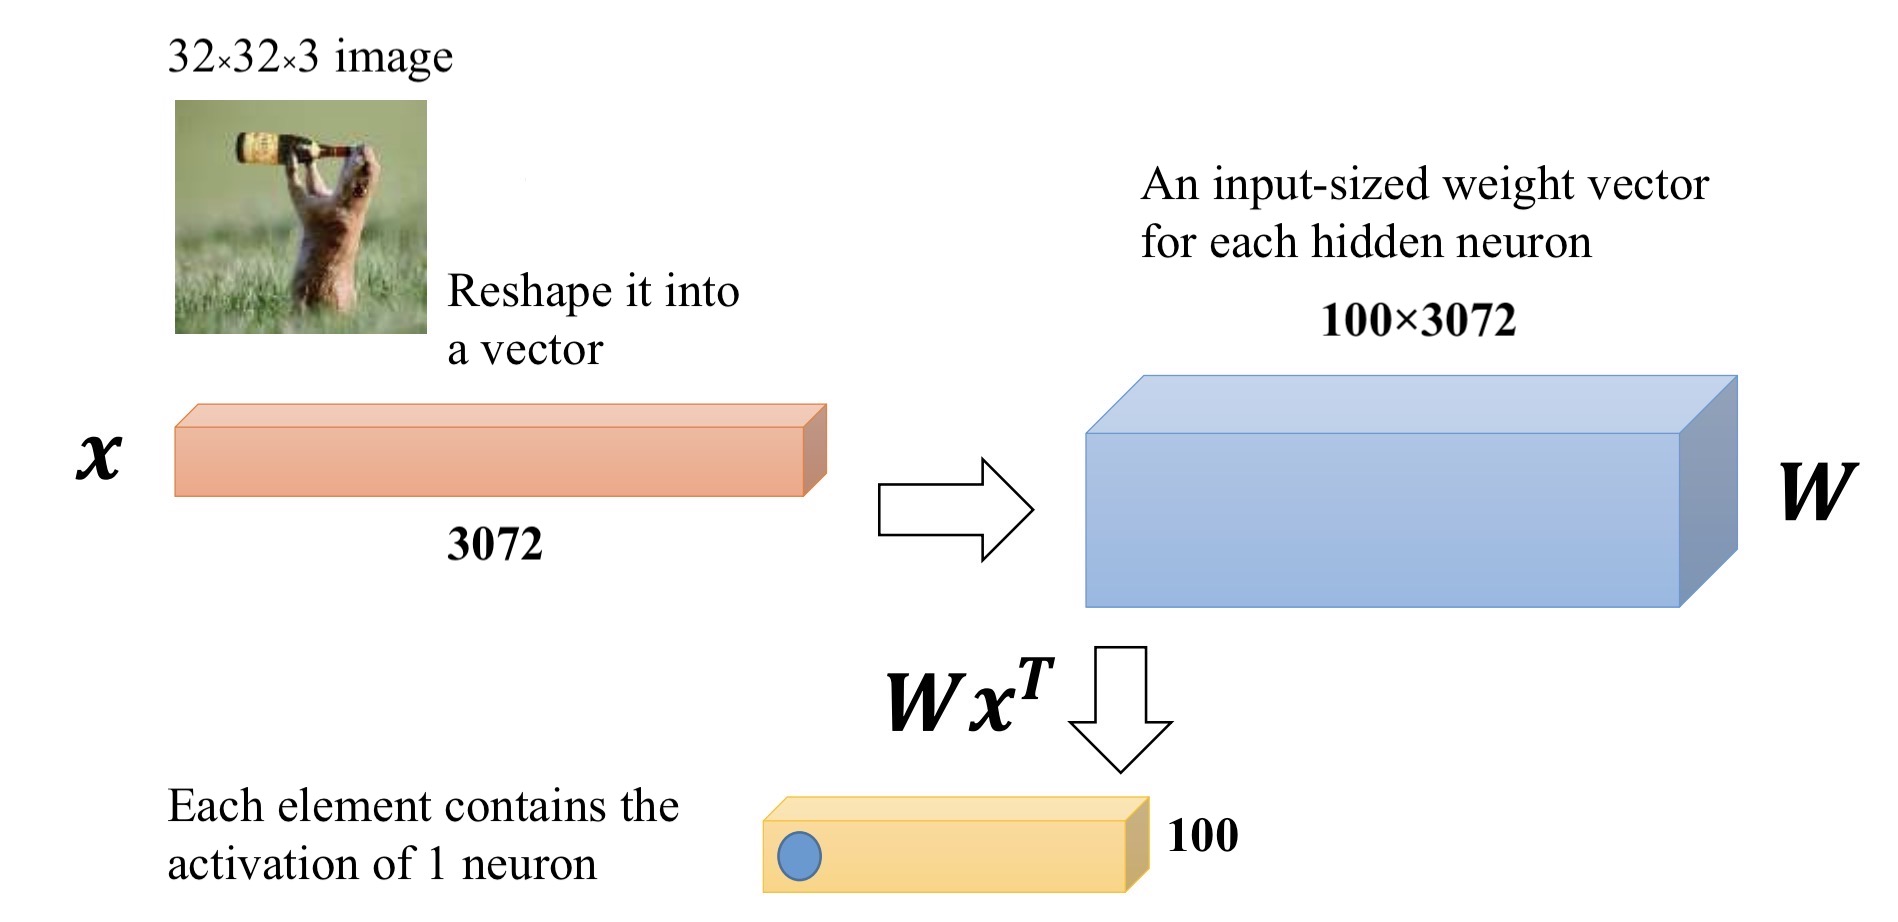 32×32×3 image
Reshape it into
a vector
x
3072
An input-sized weight vector
for each hidden neuron
100×3072
W
Wxᵀ
Each element contains the
activation of 1 neuron
100